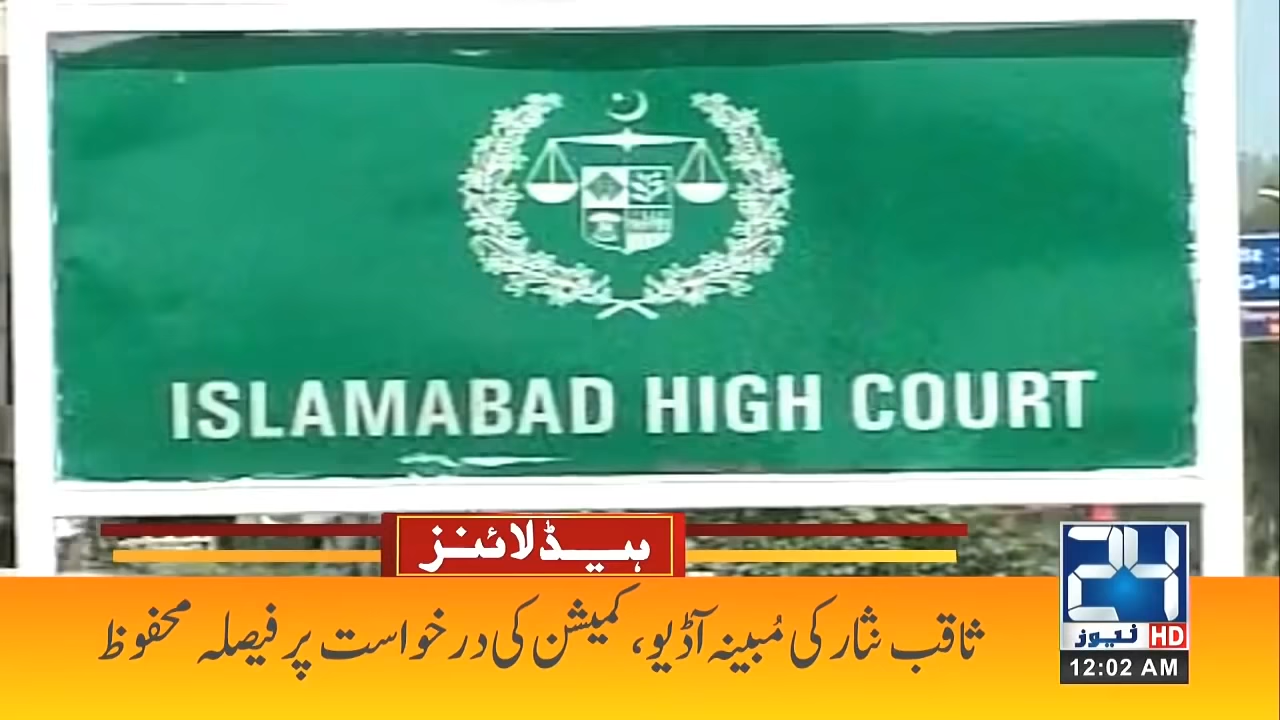 ISLAMABAD HIGH COURT
ہیڈلائنز
ثاقب نثار کی مُبینہ آڈیو، کمیشن کی درخواست پر فیصلہ محفوظ
24
نیوز HD
12:02 AM